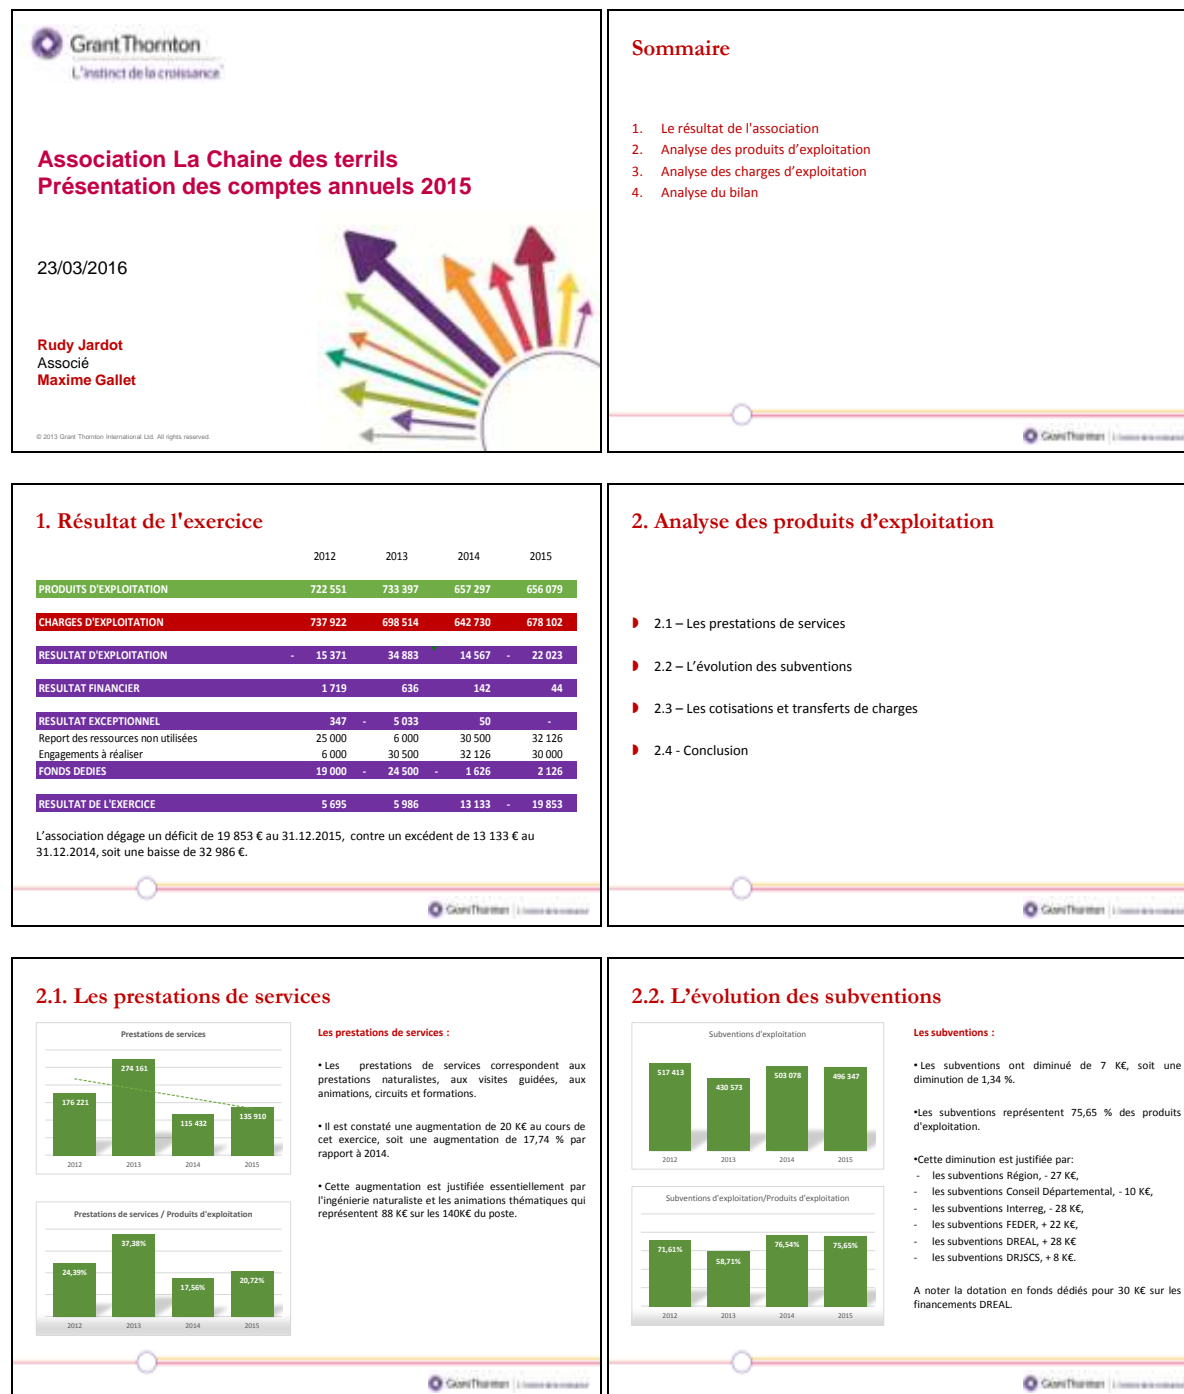 GrantThornton
L'instinct de la croissance
Association La Chaine des terrils
Présentation des comptes annuels 2015
23/03/2016
Rudy Jardot
Associé
Maxime Gallet
© 2013 Grant Thornton International Ltd. All rights reserved.
Sommaire
1. Le résultat de l'association
2. Analyse des produits d'exploitation
3. Analyse des charges d'exploitation
4. Analyse du bilan
GrantThornton
1. Résultat de l'exercice
2012 2013 2014 2015
PRODUITS D'EXPLOITATION 722 551 733 397 657 297 656 079
CHARGES D'EXPLOITATION 737 922 698 514 642 730 678 102
RESULTAT D'EXPLOITATION - 15 371 34 883 14 567 - 22 023
RESULTAT FINANCIER 1 719 636 142 44
RESULTAT EXCEPTIONNEL 347 - 5 033 50 -
Report des ressources non utilisées 25 000 6 000 30 500 32 126
Engagements à réaliser 6 000 30 500 32 126 30 000
FONDS DEDIES 19 000 - 24 500 - 1 626 2 126
RESULTAT DE L'EXERCICE 5 695 5 986 13 133 - 19 853
L'association dégage un déficit de 19 853 € au 31.12.2015, contre un excédent de 13 133 € au
31.12.2014, soit une baisse de 32 986 €.
GrantThornton
2. Analyse des produits d'exploitation
2.1 – Les prestations de services
2.2 – L'évolution des subventions
2.3 – Les cotisations et transferts de charges
2.4 - Conclusion
GrantThornton
2.1. Les prestations de services
Prestations de services
176 221 274 161 115 432 135 910
2012 2013 2014 2015
Prestations de services / Produits d'exploitation
24,39% 37,38% 17,56% 20,72%
2012 2013 2014 2015
Les prestations de services :
• Les prestations de services correspondent aux
prestations naturalistes, aux visites guidées, aux
animations, circuits et formations.
• Il est constaté une augmentation de 20 K€ au cours de
cet exercice, soit une augmentation de 17,74 % par
rapport à 2014.
• Cette augmentation est justifiée essentiellement par
l'ingénierie naturaliste et les animations thématiques qui
représentent 88 K€ sur les 140K€ du poste.
GrantThornton
2.2. L'évolution des subventions
Subventions d'exploitation
517 413 430 573 503 078 496 347
2012 2013 2014 2015
Subventions d'exploitation/Produits d'exploitation
71,61% 58,71% 76,54% 75,65%
2012 2013 2014 2015
Les subventions :
• Les subventions ont diminué de 7 K€, soit une
diminution de 1,34 %.
•Les subventions représentent 75,65 % des produits
d'exploitation.
•Cette diminution est justifiée par:
- les subventions Région, - 27 K€,
- les subventions Conseil Départemental, - 10 K€,
- les subventions Interreg, - 28 K€,
- les subventions FEDER, + 22 K€,
- les subventions DREAL, + 28 K€
- les subventions DRJSCS, + 8 K€.
A noter la dotation en fonds dédiés pour 30 K€ sur les
financements DREAL.
GrantThornton